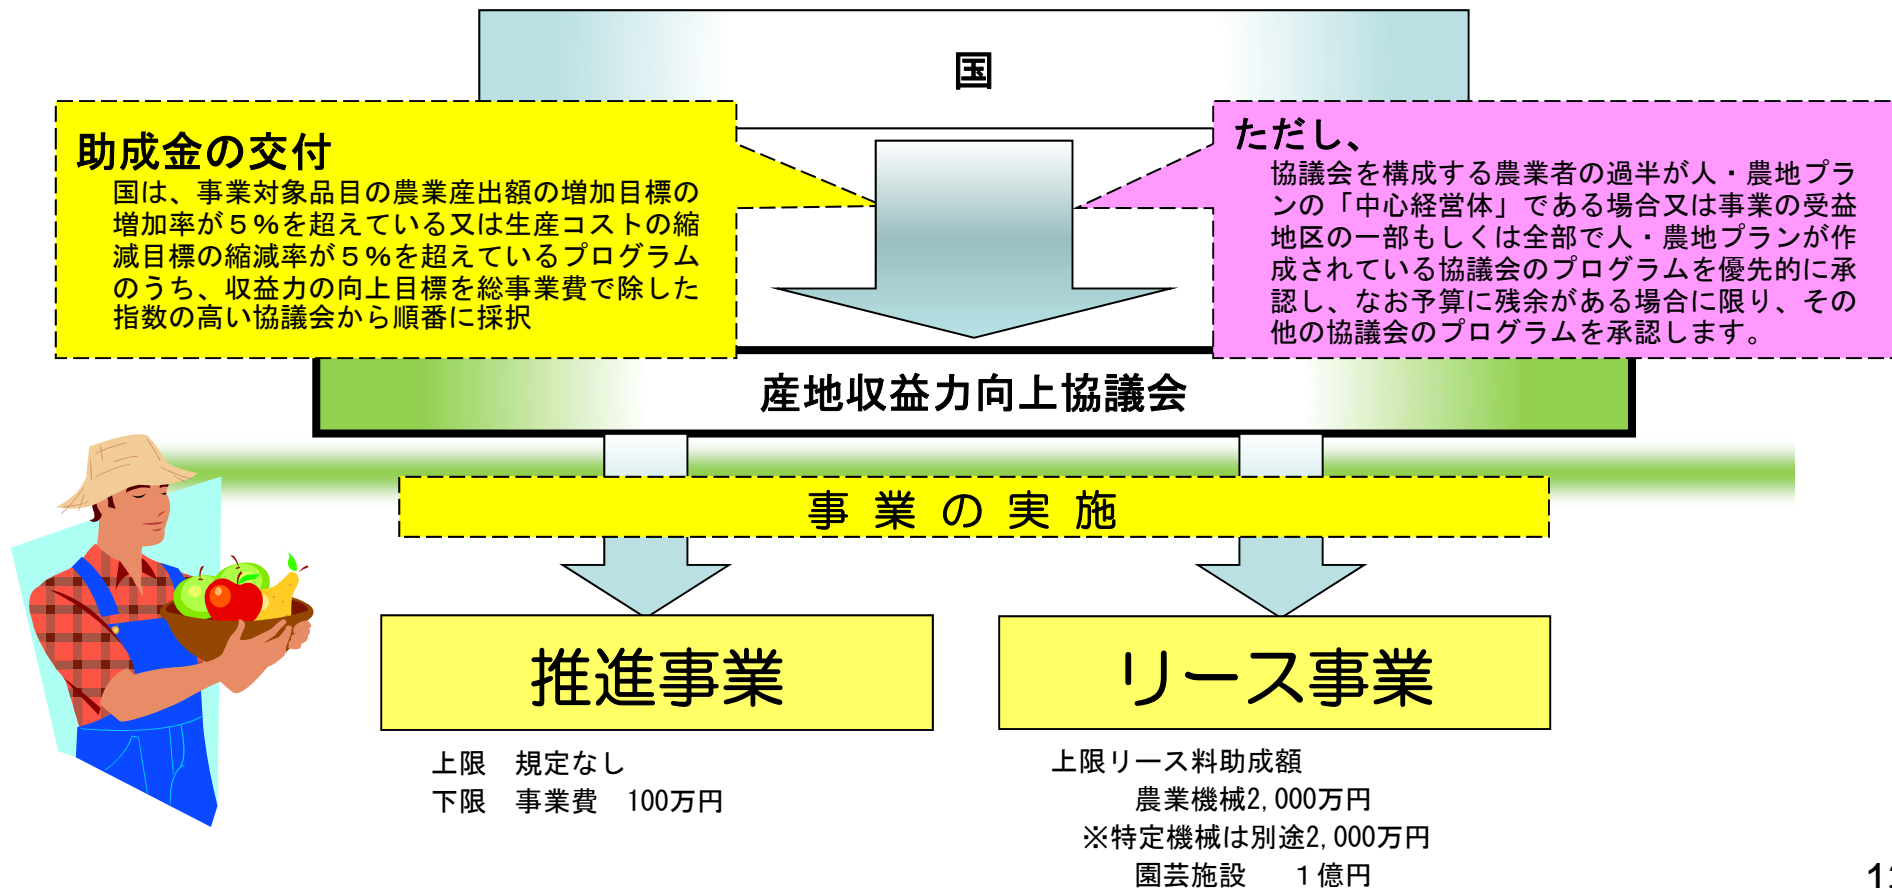 国
助成金の交付
国は、事業対象品目の農業産出額の増加目標の
増加率が５%を超えている又は生産コストの縮
減目標の縮減率が５%を超えているプログラム
のうち、収益力の向上目標を総事業費で除した
指数の高い協議会から順番に採択
ただし、
協議会を構成する農業者の過半が人・農地プラ
ンの「中心経営体」である場合又は事業の受益
地区の一部もしくは全部で人・農地プランが作
成されている協議会のプログラムを優先的に承
認し、なお予算に残余がある場合に限り、その
他の協議会のプログラムを承認します。
産地収益力向上協議会
事業の実施
推進事業
上限　規定なし
下限　事業費　100万円
リース事業
上限リース料助成額
農業機械2,000万円
※特定機械は別途2,000万円
園芸施設　１億円